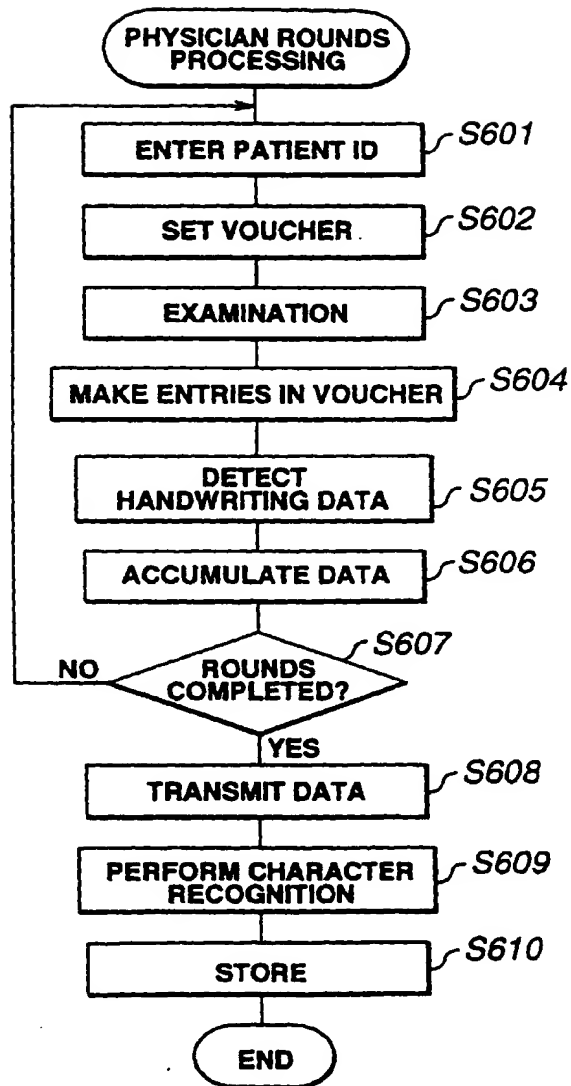 PHYSICIAN ROUNDS
PROCESSING
ENTER PATIENT ID
S601
SET VOUCHER
S602
EXAMINATION
S603
MAKE ENTRIES IN VOUCHER
S604
DETECT
HANDWRITING DATA
S605
ACCUMULATE DATA
S606
S607
NO
ROUNDS
COMPLETED?
YES
TRANSMIT DATA
S608
PERFORM CHARACTER
RECOGNITION
S609
STORE
S610
END